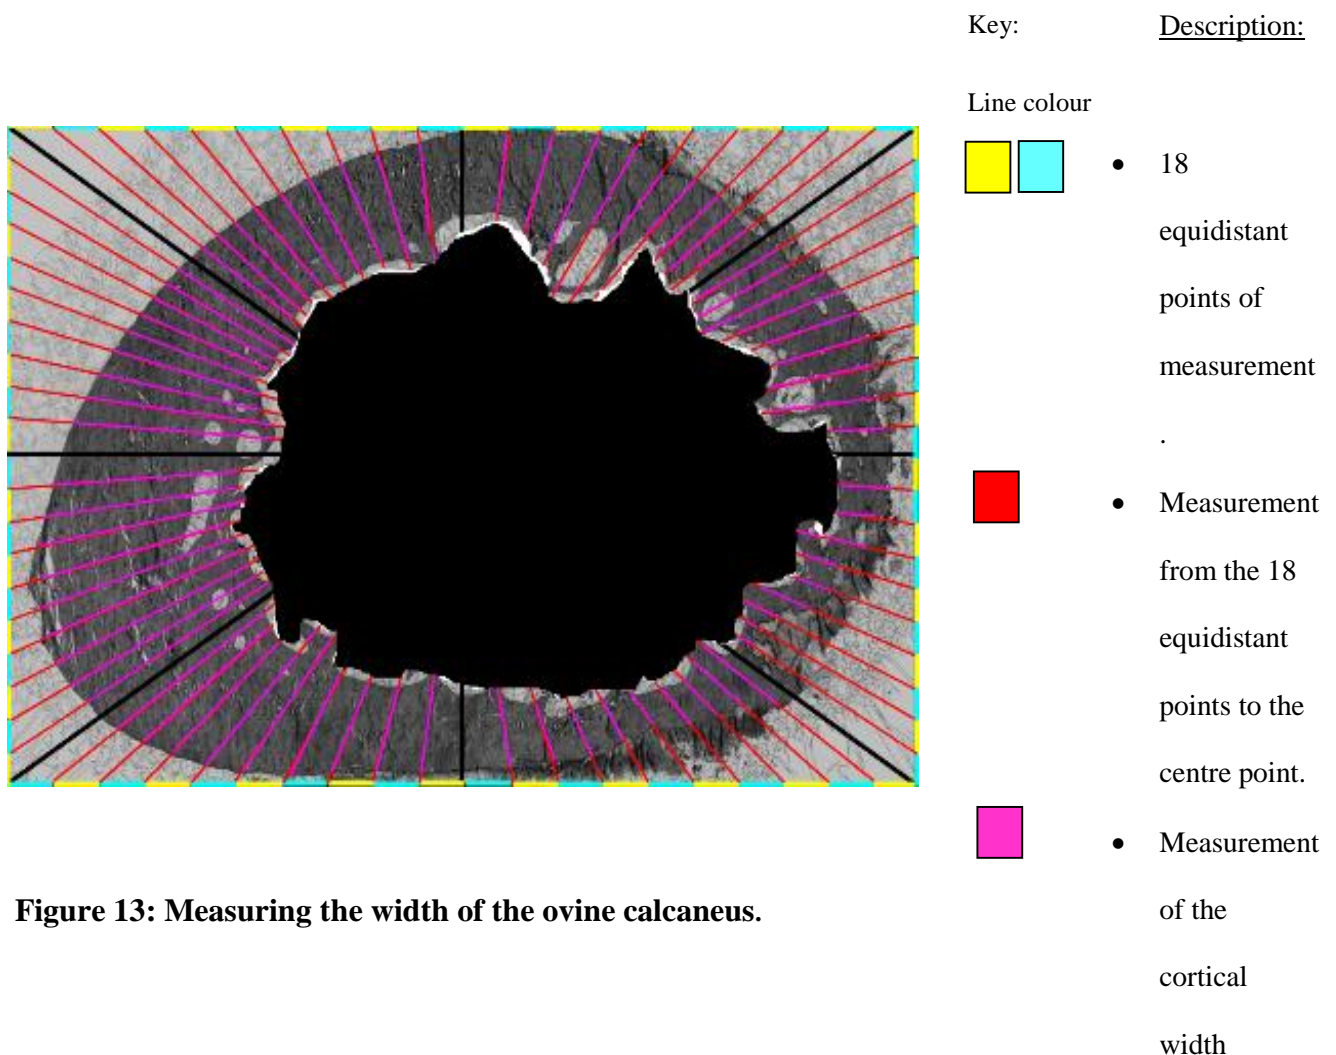 Key:
Description:
Line colour
• 18
equidistant
points of
measurement
.
• Measurement
from the 18
equidistant
points to the
centre point.
• Measurement
of the
cortical
width
Figure 13: Measuring the width of the ovine calcaneus.